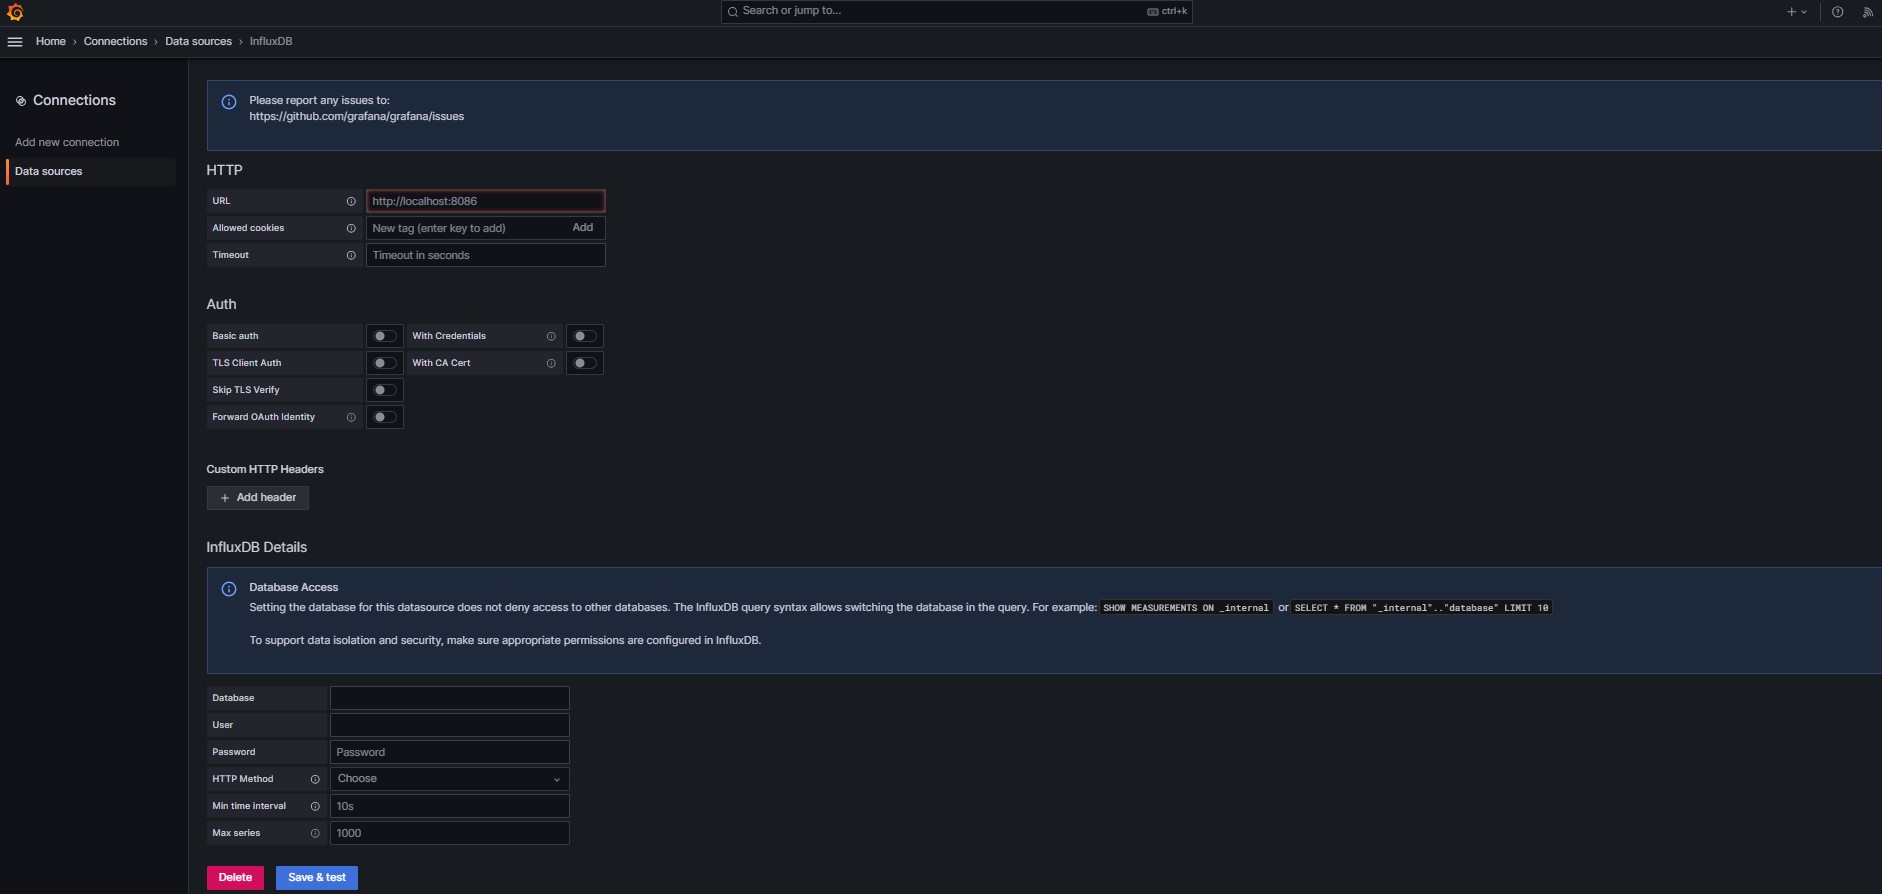 Search or jump to...
ctrl+k
Home › Connections › Data sources › InfluxDB
Connections
Add new connection
Data sources
Please report any issues to:
https://github.com/grafana/grafana/issues
HTTP
URL
http://localhost:8086
Allowed cookies
New tag (enter key to add)
Add
Timeout
Timeout in seconds
Auth
Basic auth
With Credentials
TLS Client Auth
With CA Cert
Skip TLS Verify
Forward OAuth Identity
Custom HTTP Headers
+ Add header
InfluxDB Details
Database Access
Setting the database for this datasource does not deny access to other databases. The InfluxDB query syntax allows switching the database in the query. For example: SHOW MEASUREMENTS ON _internal or SELECT * FROM "_internal".."database" LIMIT 10
To support data isolation and security, make sure appropriate permissions are configured in InfluxDB.
Database
User
Password
Password
HTTP Method
Choose
Min time interval
10s
Max series
1000
Delete
Save & test